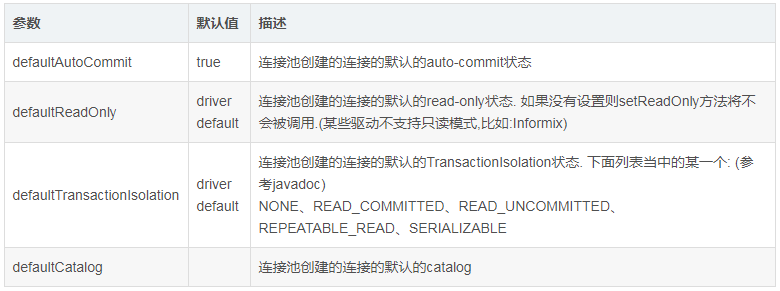 参数 默认值 描述
defaultAutoCommit true 连接池创建的连接的默认的auto-commit状态
defaultReadOnly driver default 连接池创建的连接的默认的read-only状态. 如果没有设置则setReadOnly方法将不
会被调用.(某些驱动不支持只读模式,比如:Informix)
defaultTransactionIsolation driver default 连接池创建的连接的默认的TransactionIsolation状态. 下面列表当中的某一个: (参
考javadoc)
NONE、READ_COMMITTED、READ_UNCOMMITTED、
REPEATABLE_READ、SERIALIZABLE
defaultCatalog 连接池创建的连接的默认的catalog